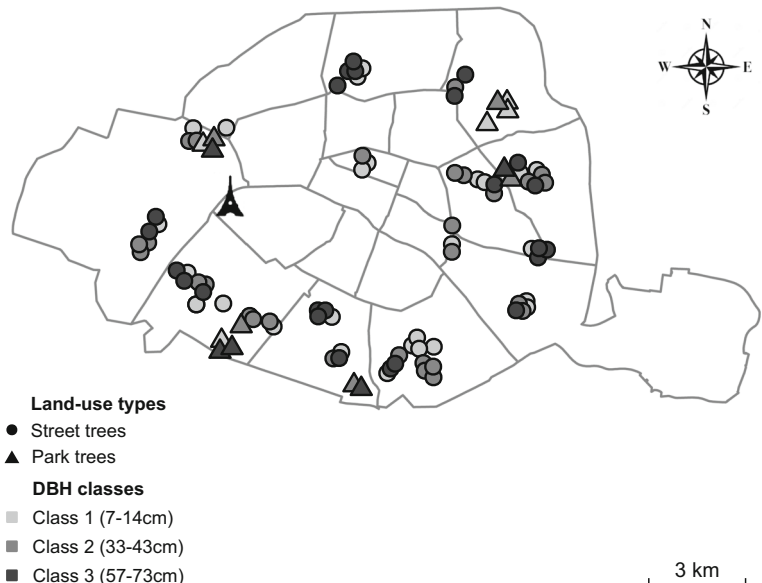 N
W E
S
Land-use types
Street trees
Park trees
DBH classes
Class 1 (7-14cm)
Class 2 (33-43cm)
Class 3 (57-73cm)
3 km